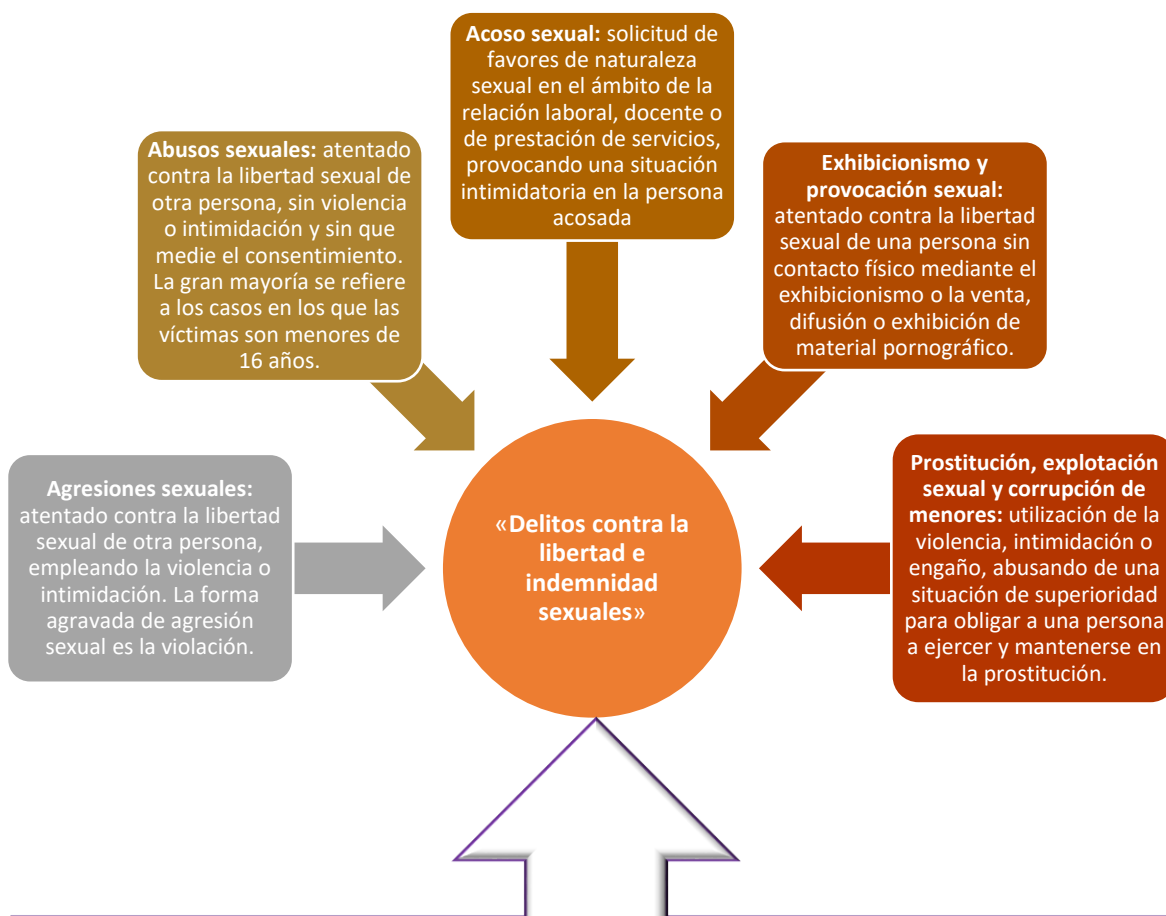 Acoso sexual: solicitud de
favores de naturaleza
sexual en el ámbito de la
relación laboral, docente o
de prestación de servicios,
provocando una situación
intimidatoria en la persona
acosada
Abusos sexuales: atentado
contra la libertad sexual de
otra persona, sin violencia
o intimidación y sin que
medie el consentimiento.
La gran mayoría se refiere
a los casos en los que las
víctimas son menores de
16 años.
Exhibicionismo y
provocación sexual:
atentado contra la libertad
sexual de una persona sin
contacto físico mediante el
exhibicionismo o la venta,
difusión o exhibición de
material pornográfico.
Agresiones sexuales:
atentado contra la libertad
sexual de otra persona,
empleando la violencia o
intimidación. La forma
agravada de agresión
sexual es la violación.
«Delitos contra la
libertad e
indemnidad
sexuales»
Prostitución, explotación
sexual y corrupción de
menores: utilización de la
violencia, intimidación o
engaño, abusando de una
situación de superioridad
para obligar a una persona
a ejercer y mantenerse en
la prostitución.